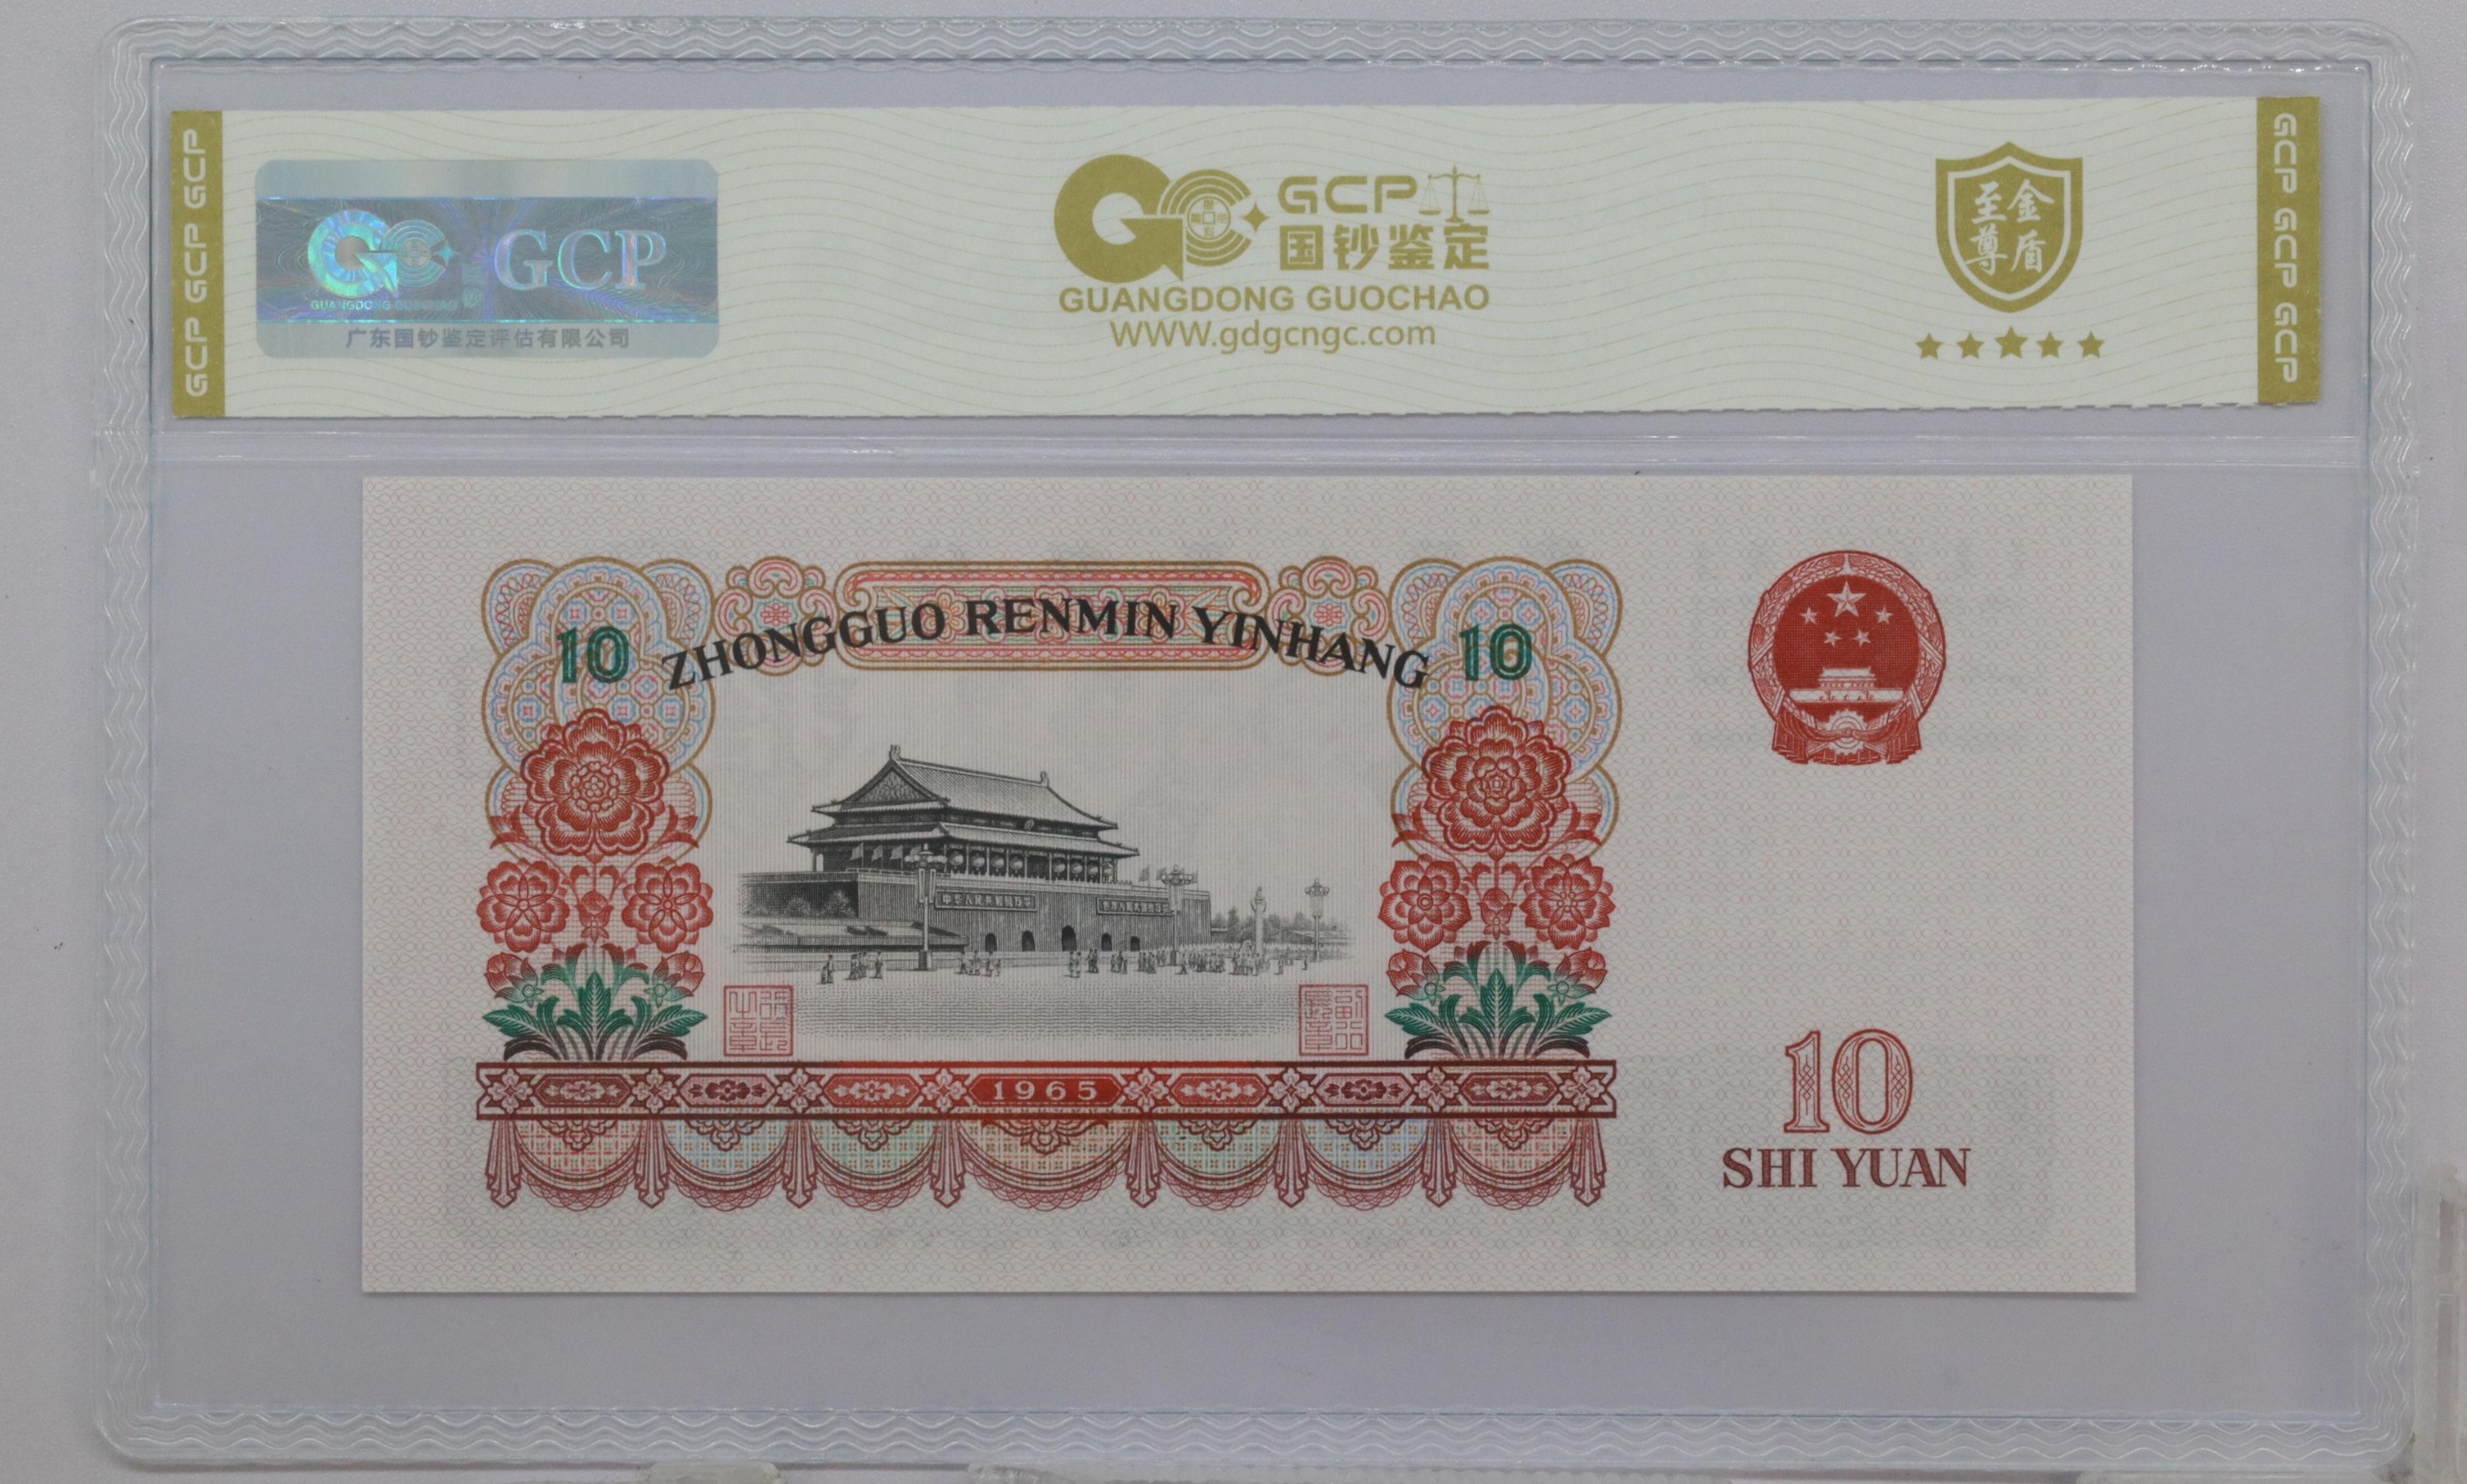 GCP GCP GCP
GCP
GUANGDONG GUOCHAO
广东国钞鉴定评估有限公司
GCP
国钞鉴定
GUANGDONG GUOCHAO
WWW.gdgcngc.com
至尊
金盾
GCP GCP GCP
ZHONGGUO RENMIN YINHANG
10
10
1965
10
SHI YUAN